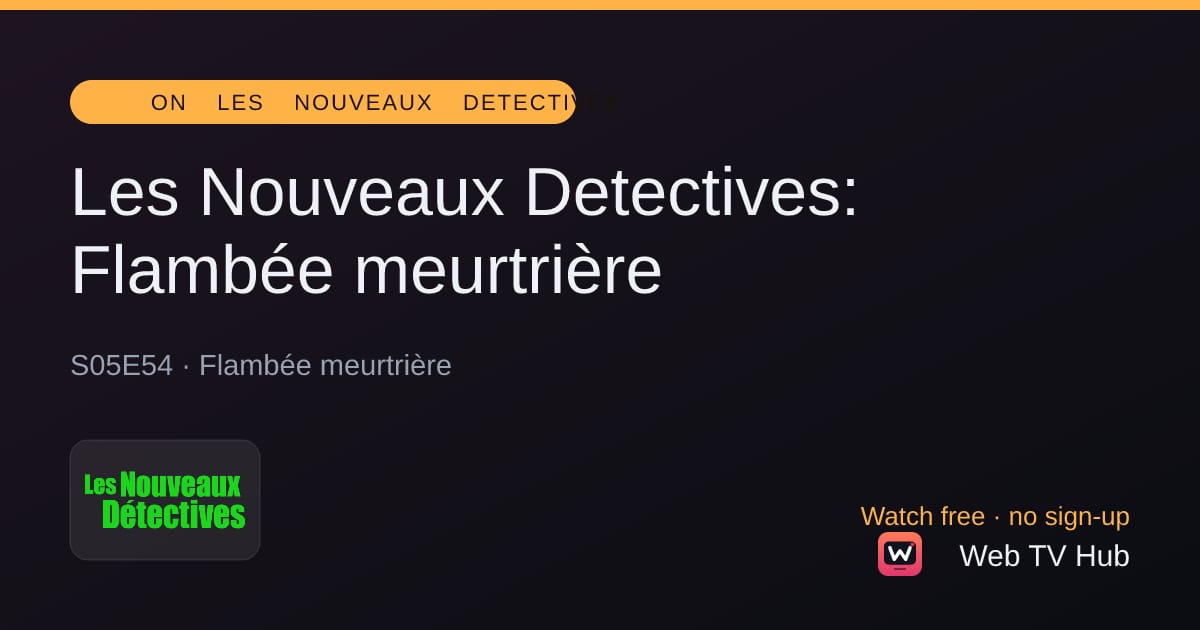 ON LES NOUVEAUX DETECTIVES
Les Nouveaux Detectives:
Flambée meurtrière
S05E54 · Flambée meurtrière
Les Nouveaux
Détectives
Watch free · no sign-up
W
Web TV Hub